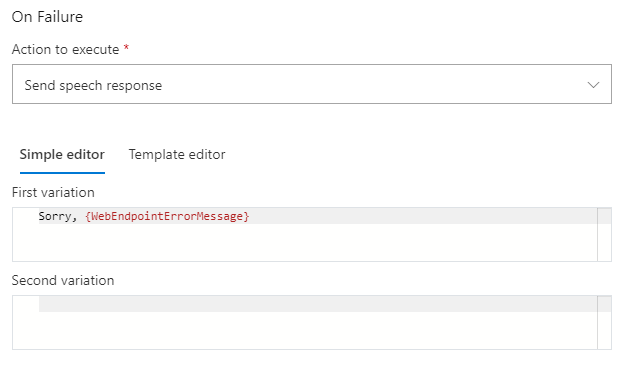 On Failure
Action to execute *
Send speech response
Simple editor Template editor
First variation
Sorry, {WebEndpointErrorMessage}
Second variation